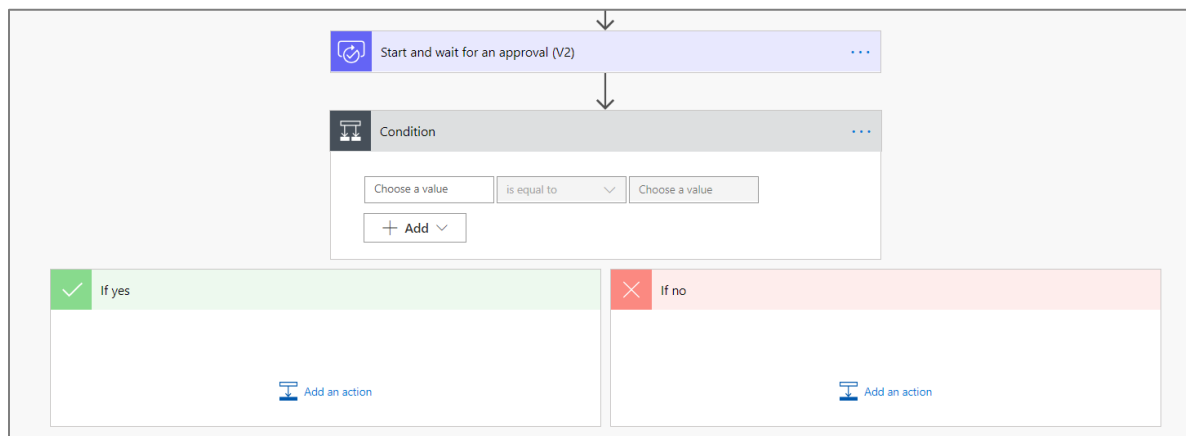 Start and wait for an approval (V2)
Condition
Choose a value
is equal to
Choose a value
Add
If yes
If no
Add an action
Add an action